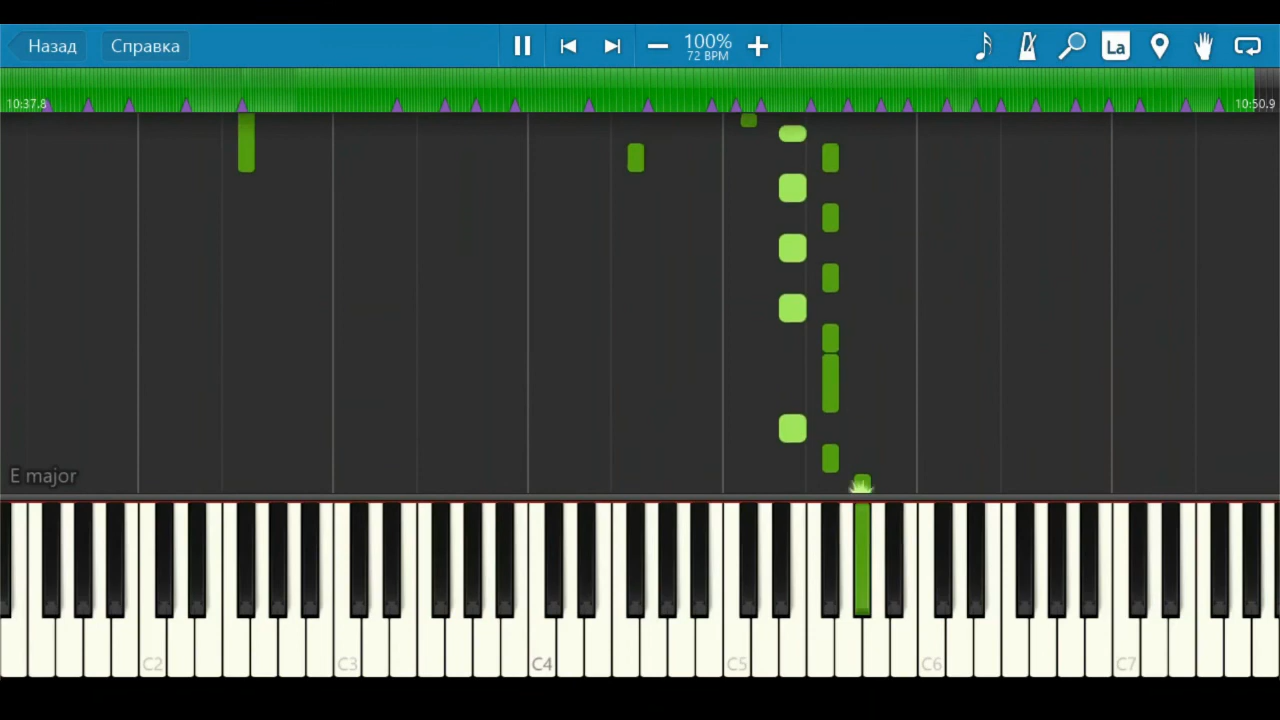 Назад
Справка
100%
72 BPM
La
10:37.8
10:50.9
E major
C2
C3
C4
C5
C6
C7